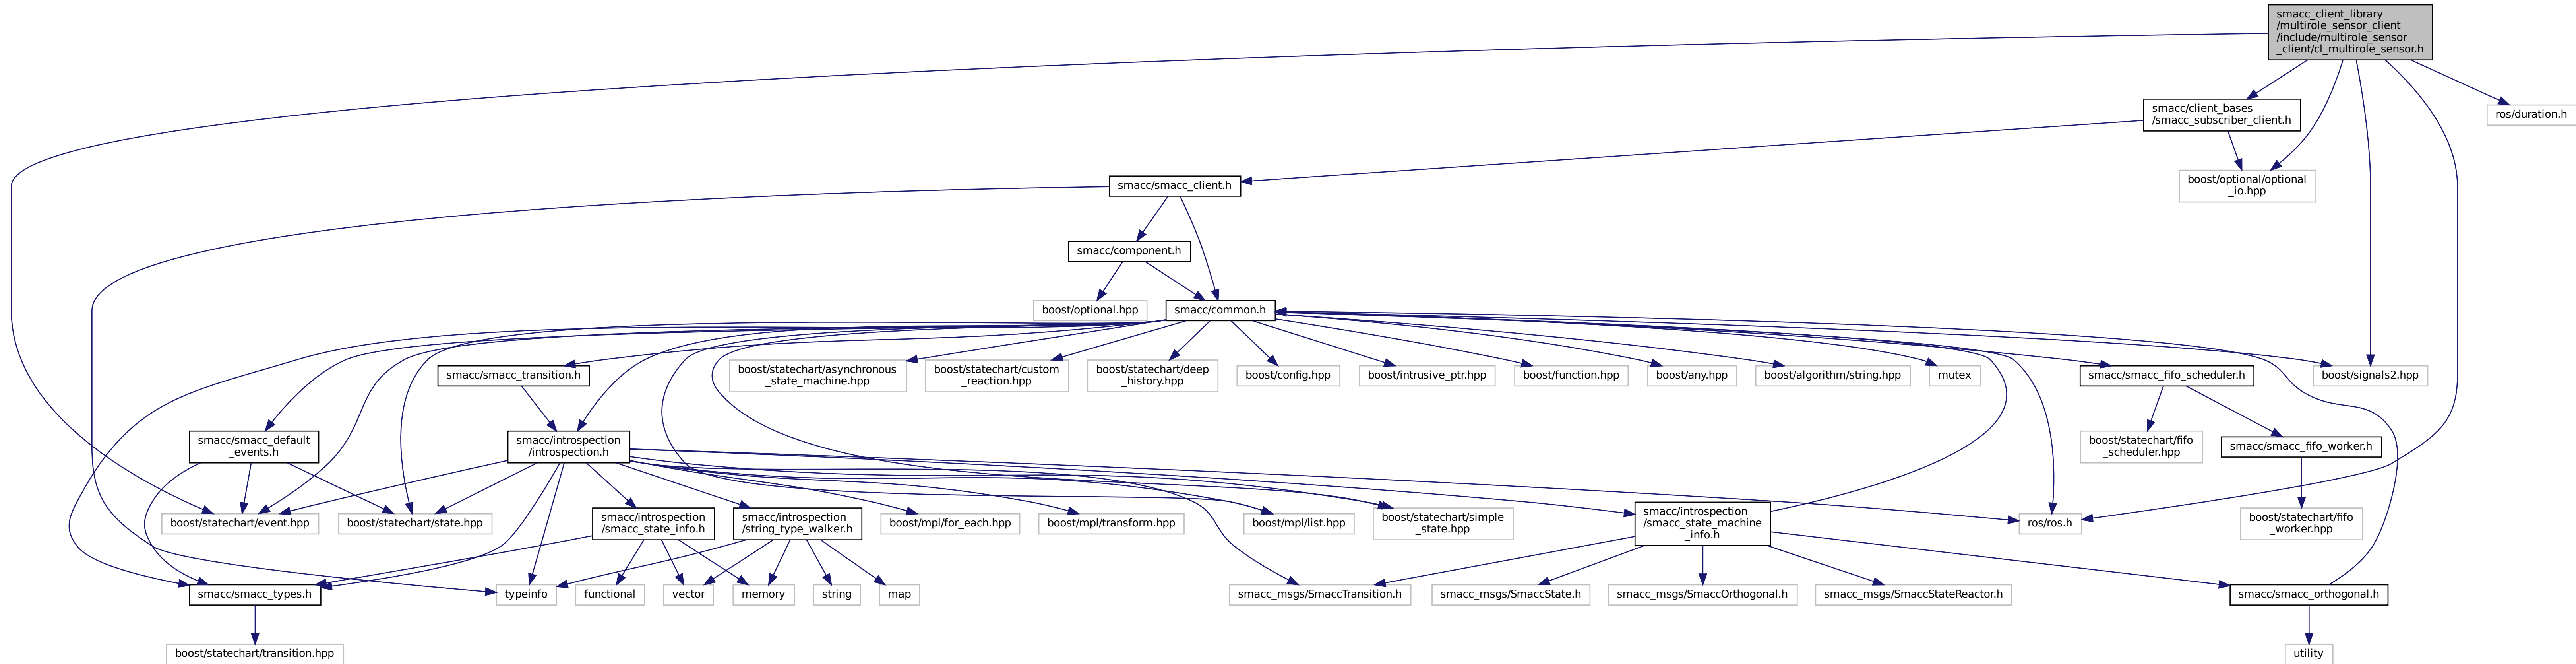 smacc_client_library
/multirole_sensor_client
/include/multirole_sensor
_client/cl_multirole_sensor.h
smacc/client_bases
/smacc_subscriber_client.h
ros/duration.h
smacc/smacc_client.h
boost/optional/optional
_io.hpp
smacc/component.h
boost/optional.hpp
smacc/common.h
smacc/smacc_transition.h
boost/statechart/asynchronous
_state_machine.hpp
boost/statechart/custom
_reaction.hpp
boost/statechart/deep
_history.hpp
boost/config.hpp
boost/intrusive_ptr.hpp
boost/function.hpp
boost/any.hpp
boost/algorithm/string.hpp
mutex
smacc/smacc_fifo_scheduler.h
boost/signals2.hpp
smacc/smacc_default
_events.h
smacc/introspection
/introspection.h
boost/statechart/fifo
_scheduler.hpp
smacc/smacc_fifo_worker.h
boost/statechart/event.hpp
boost/statechart/state.hpp
smacc/introspection
/smacc_state_info.h
smacc/introspection
/string_type_walker.h
boost/mpl/for_each.hpp
boost/mpl/transform.hpp
boost/mpl/list.hpp
boost/statechart/simple
_state.hpp
smacc/introspection
/smacc_state_machine
_info.h
ros/ros.h
boost/statechart/fifo
_worker.hpp
smacc/smacc_types.h
typeinfo
functional
vector
memory
string
map
smacc_msgs/SmaccTransition.h
smacc_msgs/SmaccState.h
smacc_msgs/SmaccOrthogonal.h
smacc_msgs/SmaccStateReactor.h
smacc/smacc_orthogonal.h
boost/statechart/transition.hpp
utility